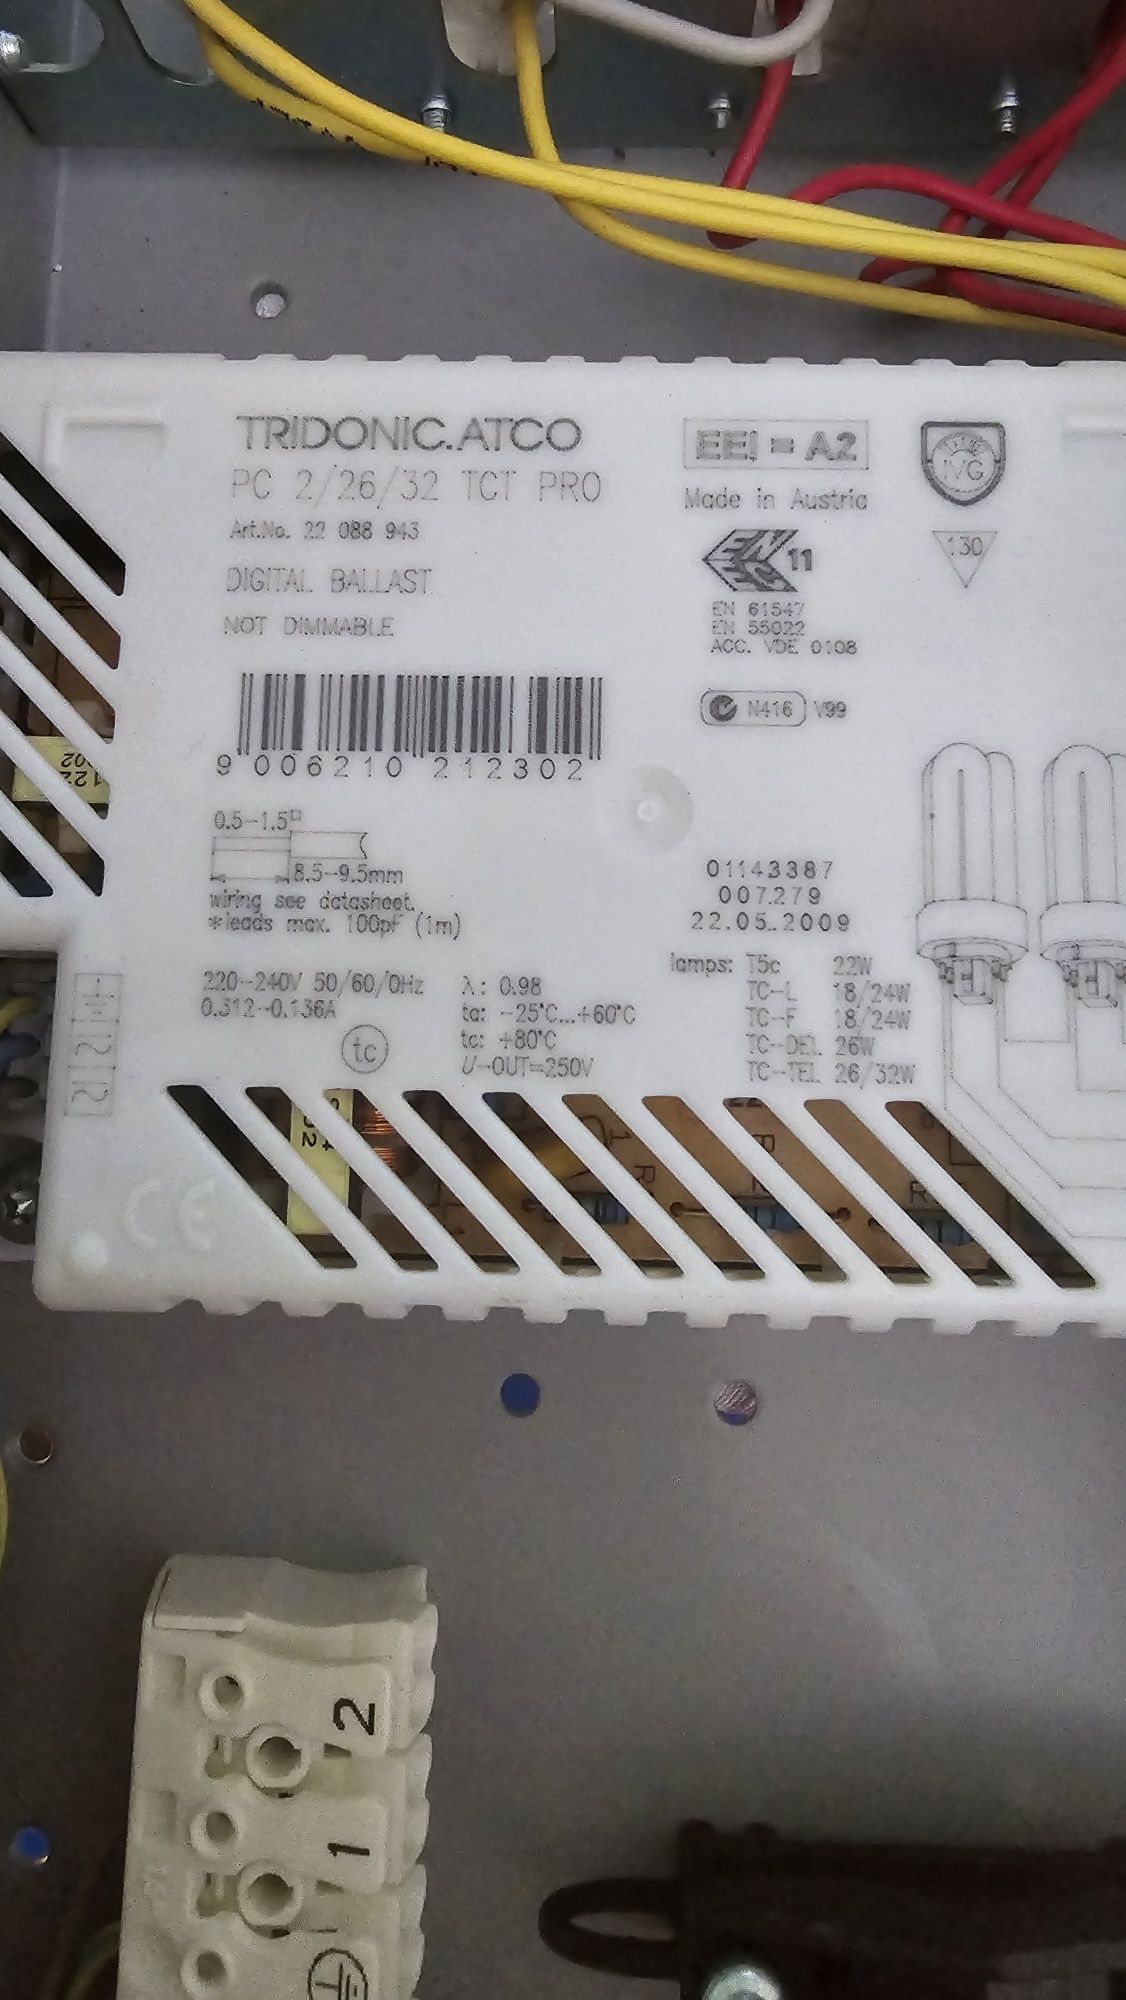 TRIDONIC.ATCO
PC 2/26/32 TCT PRO
Art.No. 22 088 943
DIGITAL BALLAST
NOT DIMMABLE
EEI = A2
Made in Austria
11
EN 61547
EN 55022
ACC. VDE 0108
N416 V99
130
9 006210 212302
0.5-1.5
8.5-9.5mm
wiring see datasheet.
*leads max. 100pF (1m)
220-240V 50/60/0Hz
0.312-0.136A
tc
λ: 0.98
ta: -25°C...+60°C
tc: +80°C
U-OUT=250V
01143387
007.279
22.05.2009
lamps: T5c 22W
TC-L 18/24W
TC-F 18/24W
TC-DEL 26W
TC-TEL 26/32W
CE
2
1